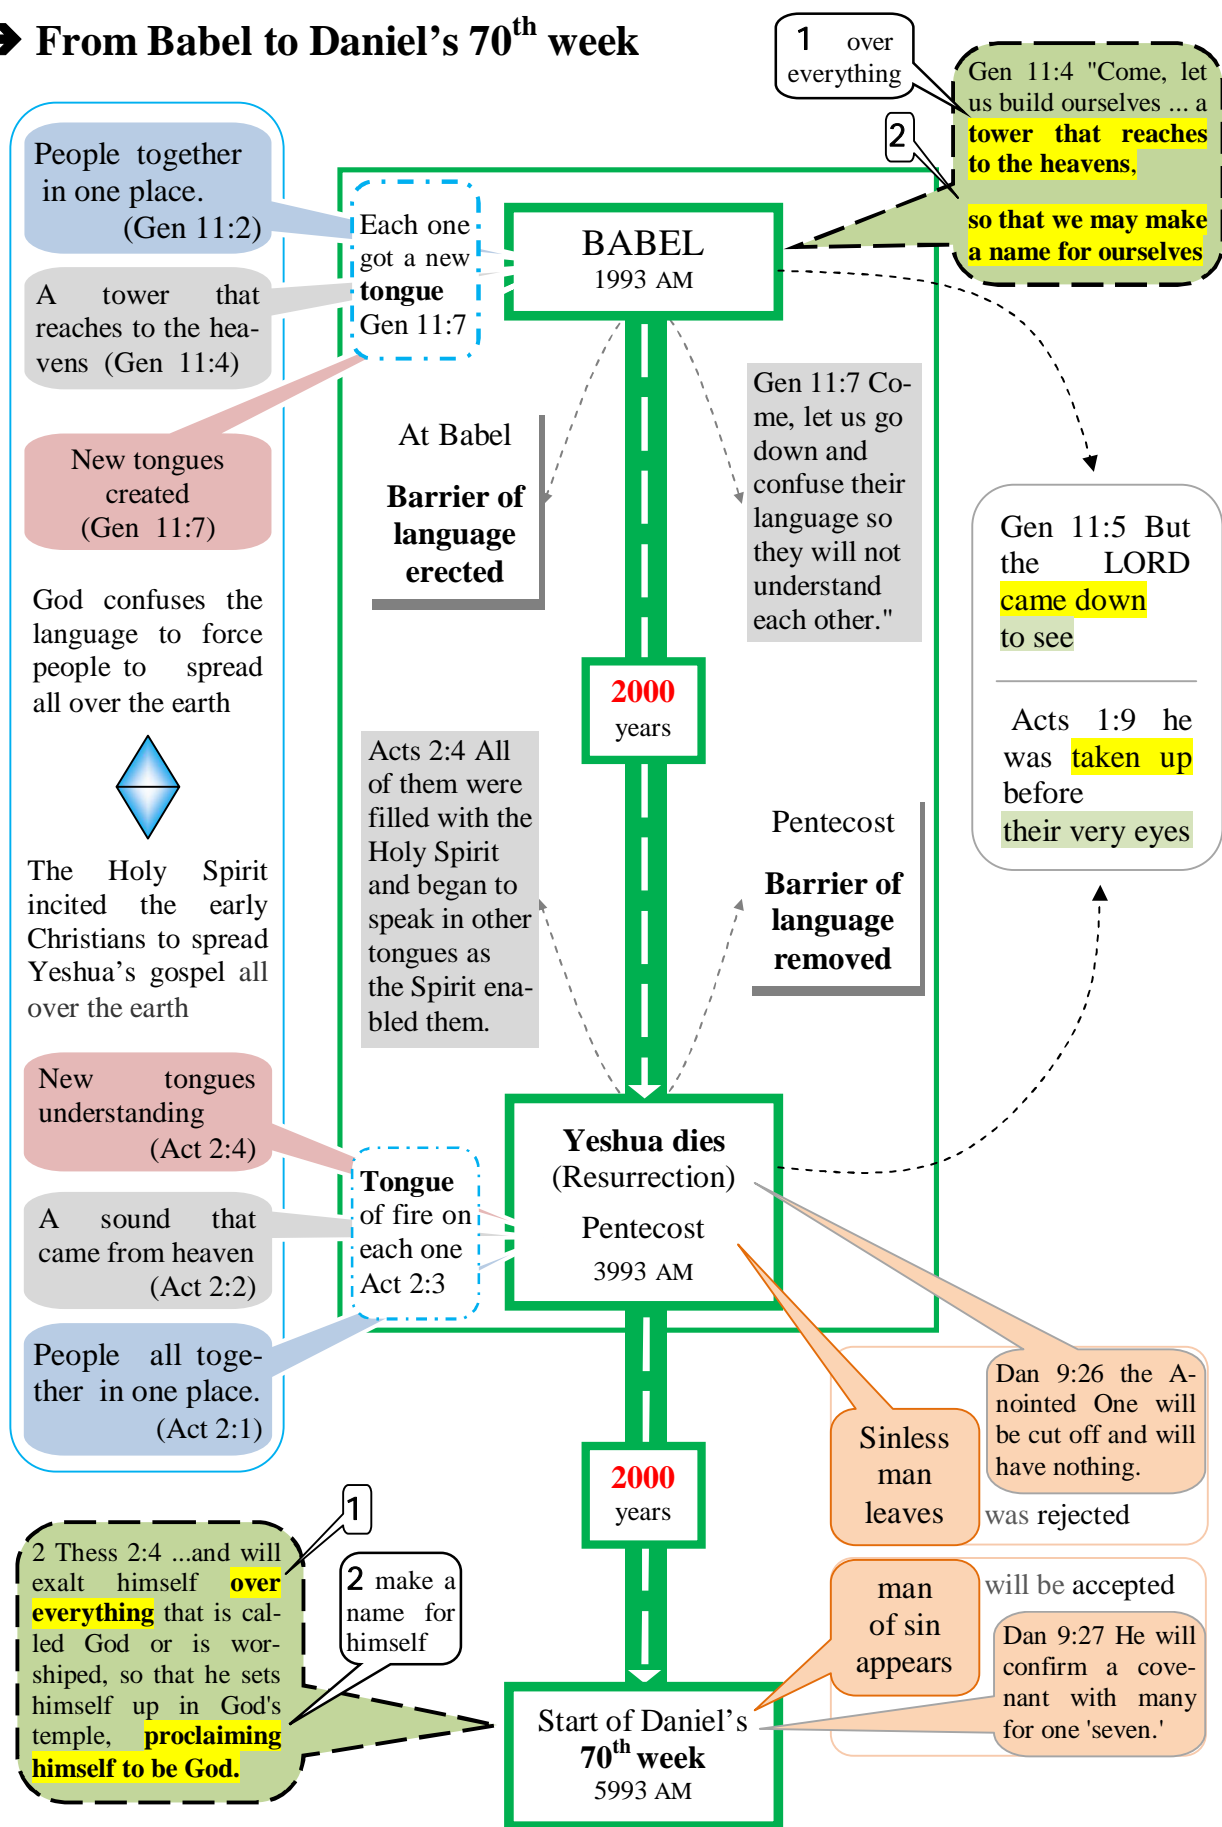 ➔ From Babel to Daniel's 70th week
1 over
everything
Gen 11:4 "Come, let
us build ourselves ... a
tower that reaches
to the heavens,
so that we may make
a name for ourselves
2
People together
in one place.
(Gen 11:2)
A tower that
reaches to the hea-
vens (Gen 11:4)
New tongues
created
(Gen 11:7)
Each one
got a new
tongue
Gen 11:7
BABEL
1993 AM
At Babel
Barrier of
language
erected
Gen 11:7 Co-
me, let us go
down and
confuse their
language so
they will not
understand
each other."
Gen 11:5 But
the LORD
came down
to see
Acts 1:9 he
was taken up
before
their very eyes
God confuses the
language to force
people to spread
all over the earth
The Holy Spirit
incited the early
Christians to spread
Yeshua's gospel all
over the earth
2000
years
Acts 2:4 All
of them were
filled with the
Holy Spirit
and began to
speak in other
tongues as
the Spirit ena-
bled them.
Pentecost
Barrier of
language
removed
New tongues
understanding
(Act 2:4)
A sound that
came from heaven
(Act 2:2)
People all toge-
ther in one place.
(Act 2:1)
Tongue
of fire on
each one
Act 2:3
Yeshua dies
(Resurrection)
Pentecost
3993 AM
Dan 9:26 the A-
nointed One will
be cut off and will
have nothing.
Sinless
man
leaves
was rejected
2000
years
1
2 Thess 2:4 ...and will
exalt himself over
everything that is cal-
led God or is wor-
shiped, so that he sets
himself up in God's
temple, proclaiming
himself to be God.
2 make a
name for
himself
man
of sin
appears
will be accepted
Dan 9:27 He will
confirm a cove-
nant with many
for one 'seven.'
Start of Daniel's
70th week
5993 AM